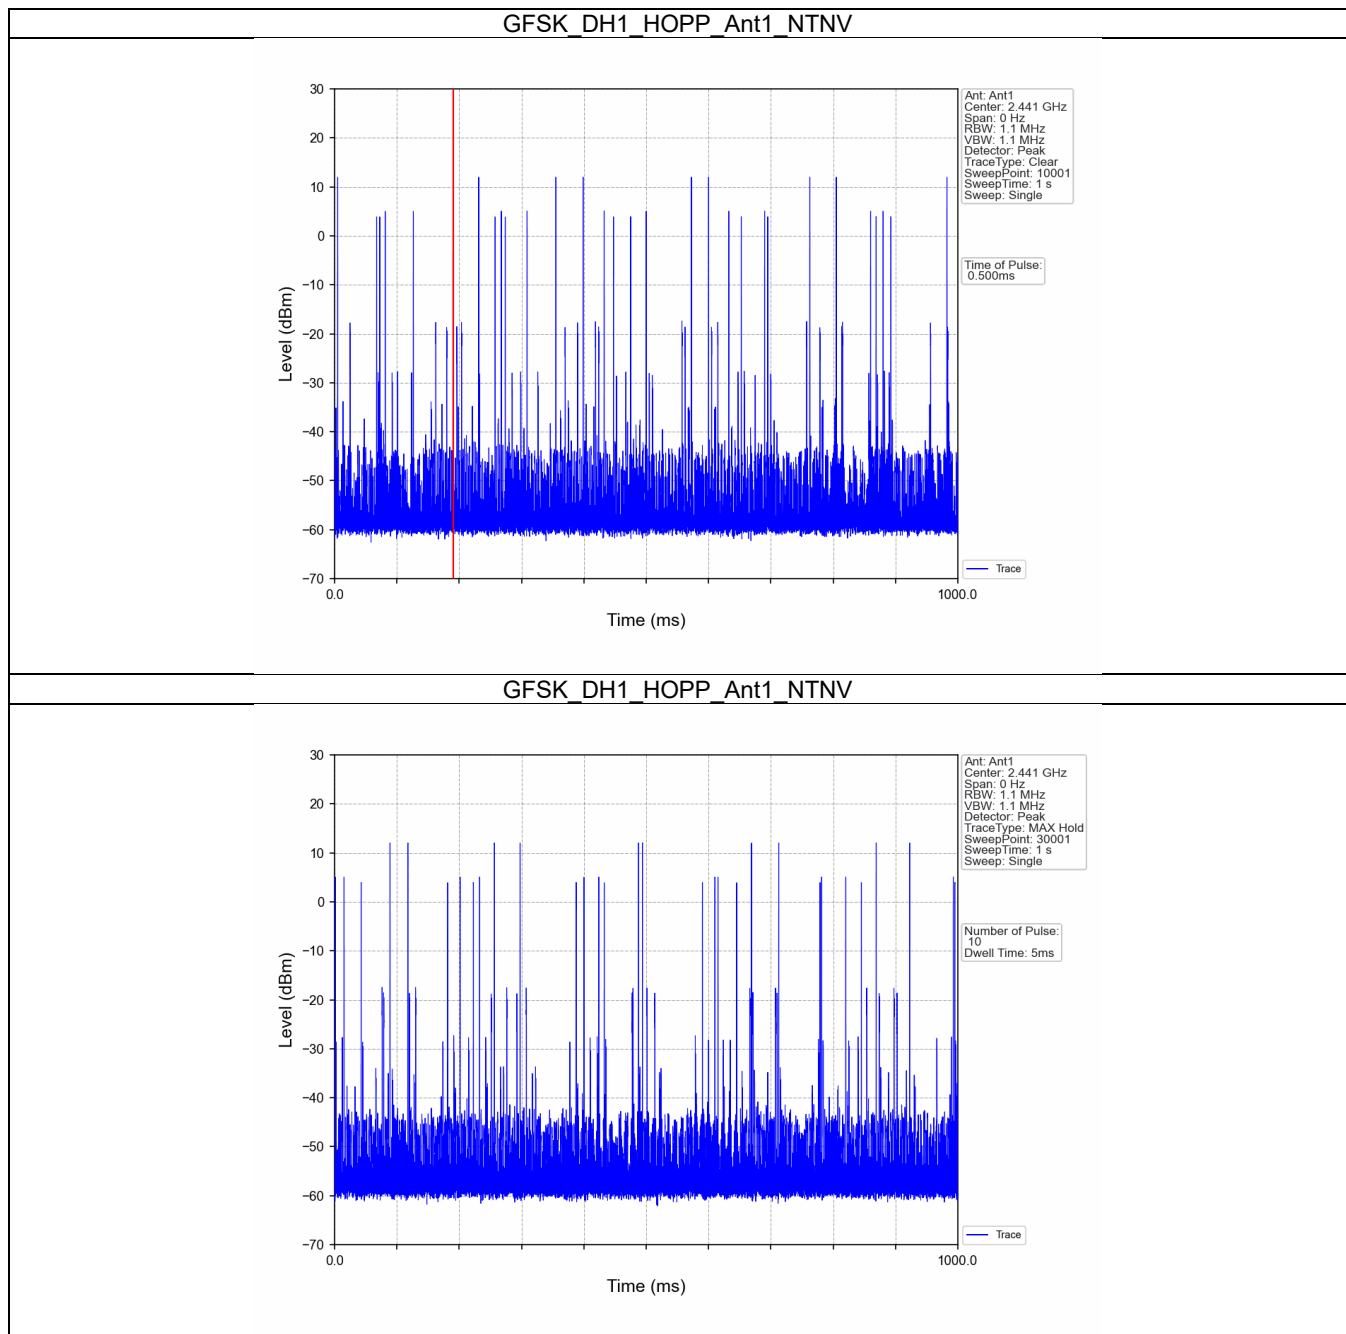 GFSK_DH1_HOPP_Ant1_NTNV
30
20
10
0
−10
−20
−30
−40
−50
−60
−70
Level (dBm)
0.0
1000.0
Time (ms)
Ant: Ant1
Center: 2.441 GHz
Span: 0 Hz
RBW: 1.1 MHz
VBW: 1.1 MHz
Detector: Peak
TraceType: Clear
SweepPoint: 10001
SweepTime: 1 s
Sweep: Single
Time of Pulse:
0.500ms
Trace
GFSK_DH1_HOPP_Ant1_NTNV
30
20
10
0
−10
−20
−30
−40
−50
−60
−70
Level (dBm)
0.0
1000.0
Time (ms)
Ant: Ant1
Center: 2.441 GHz
Span: 0 Hz
RBW: 1.1 MHz
VBW: 1.1 MHz
Detector: Peak
TraceType: MAX Hold
SweepPoint: 30001
SweepTime: 1 s
Sweep: Single
Number of Pulse:
10
Dwell Time: 5ms
Trace